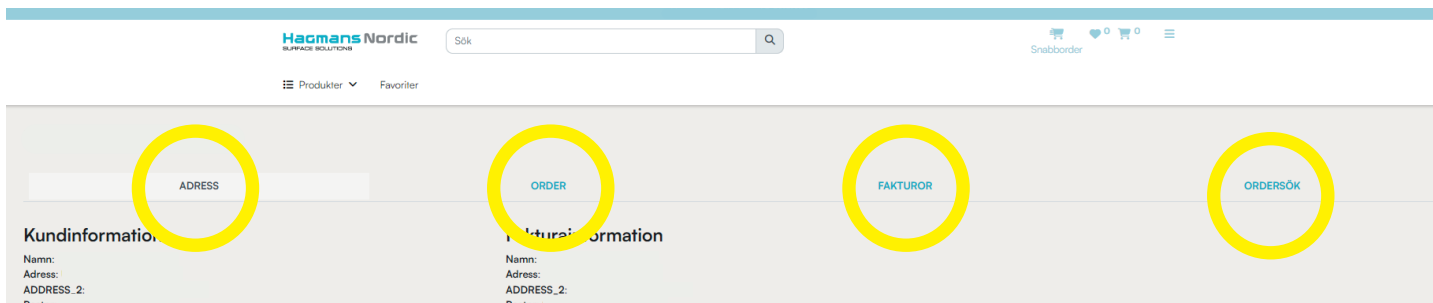 Hagmans Nordic
SURFACE SOLUTIONS
Sök
0 0
Snabborder
Produkter Favoriter
ADRESS ORDER FAKTUROR ORDERSÖK
Kundinformation Fakturainformation
Namn: Namn:
Adress: Adress:
ADDRESS_2: ADDRESS_2: